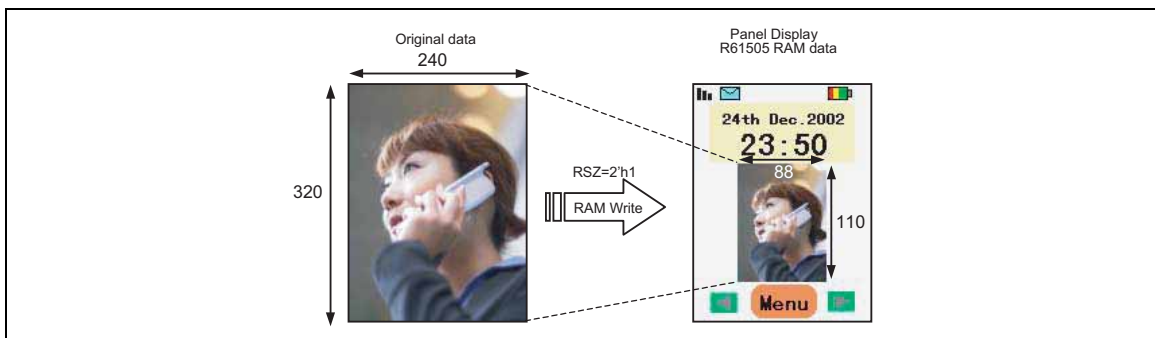 Original data
240
320
RSZ=2'h1
RAM Write
Panel Display
R61505 RAM data
24th Dec.2002
23:50
88
110
Menu